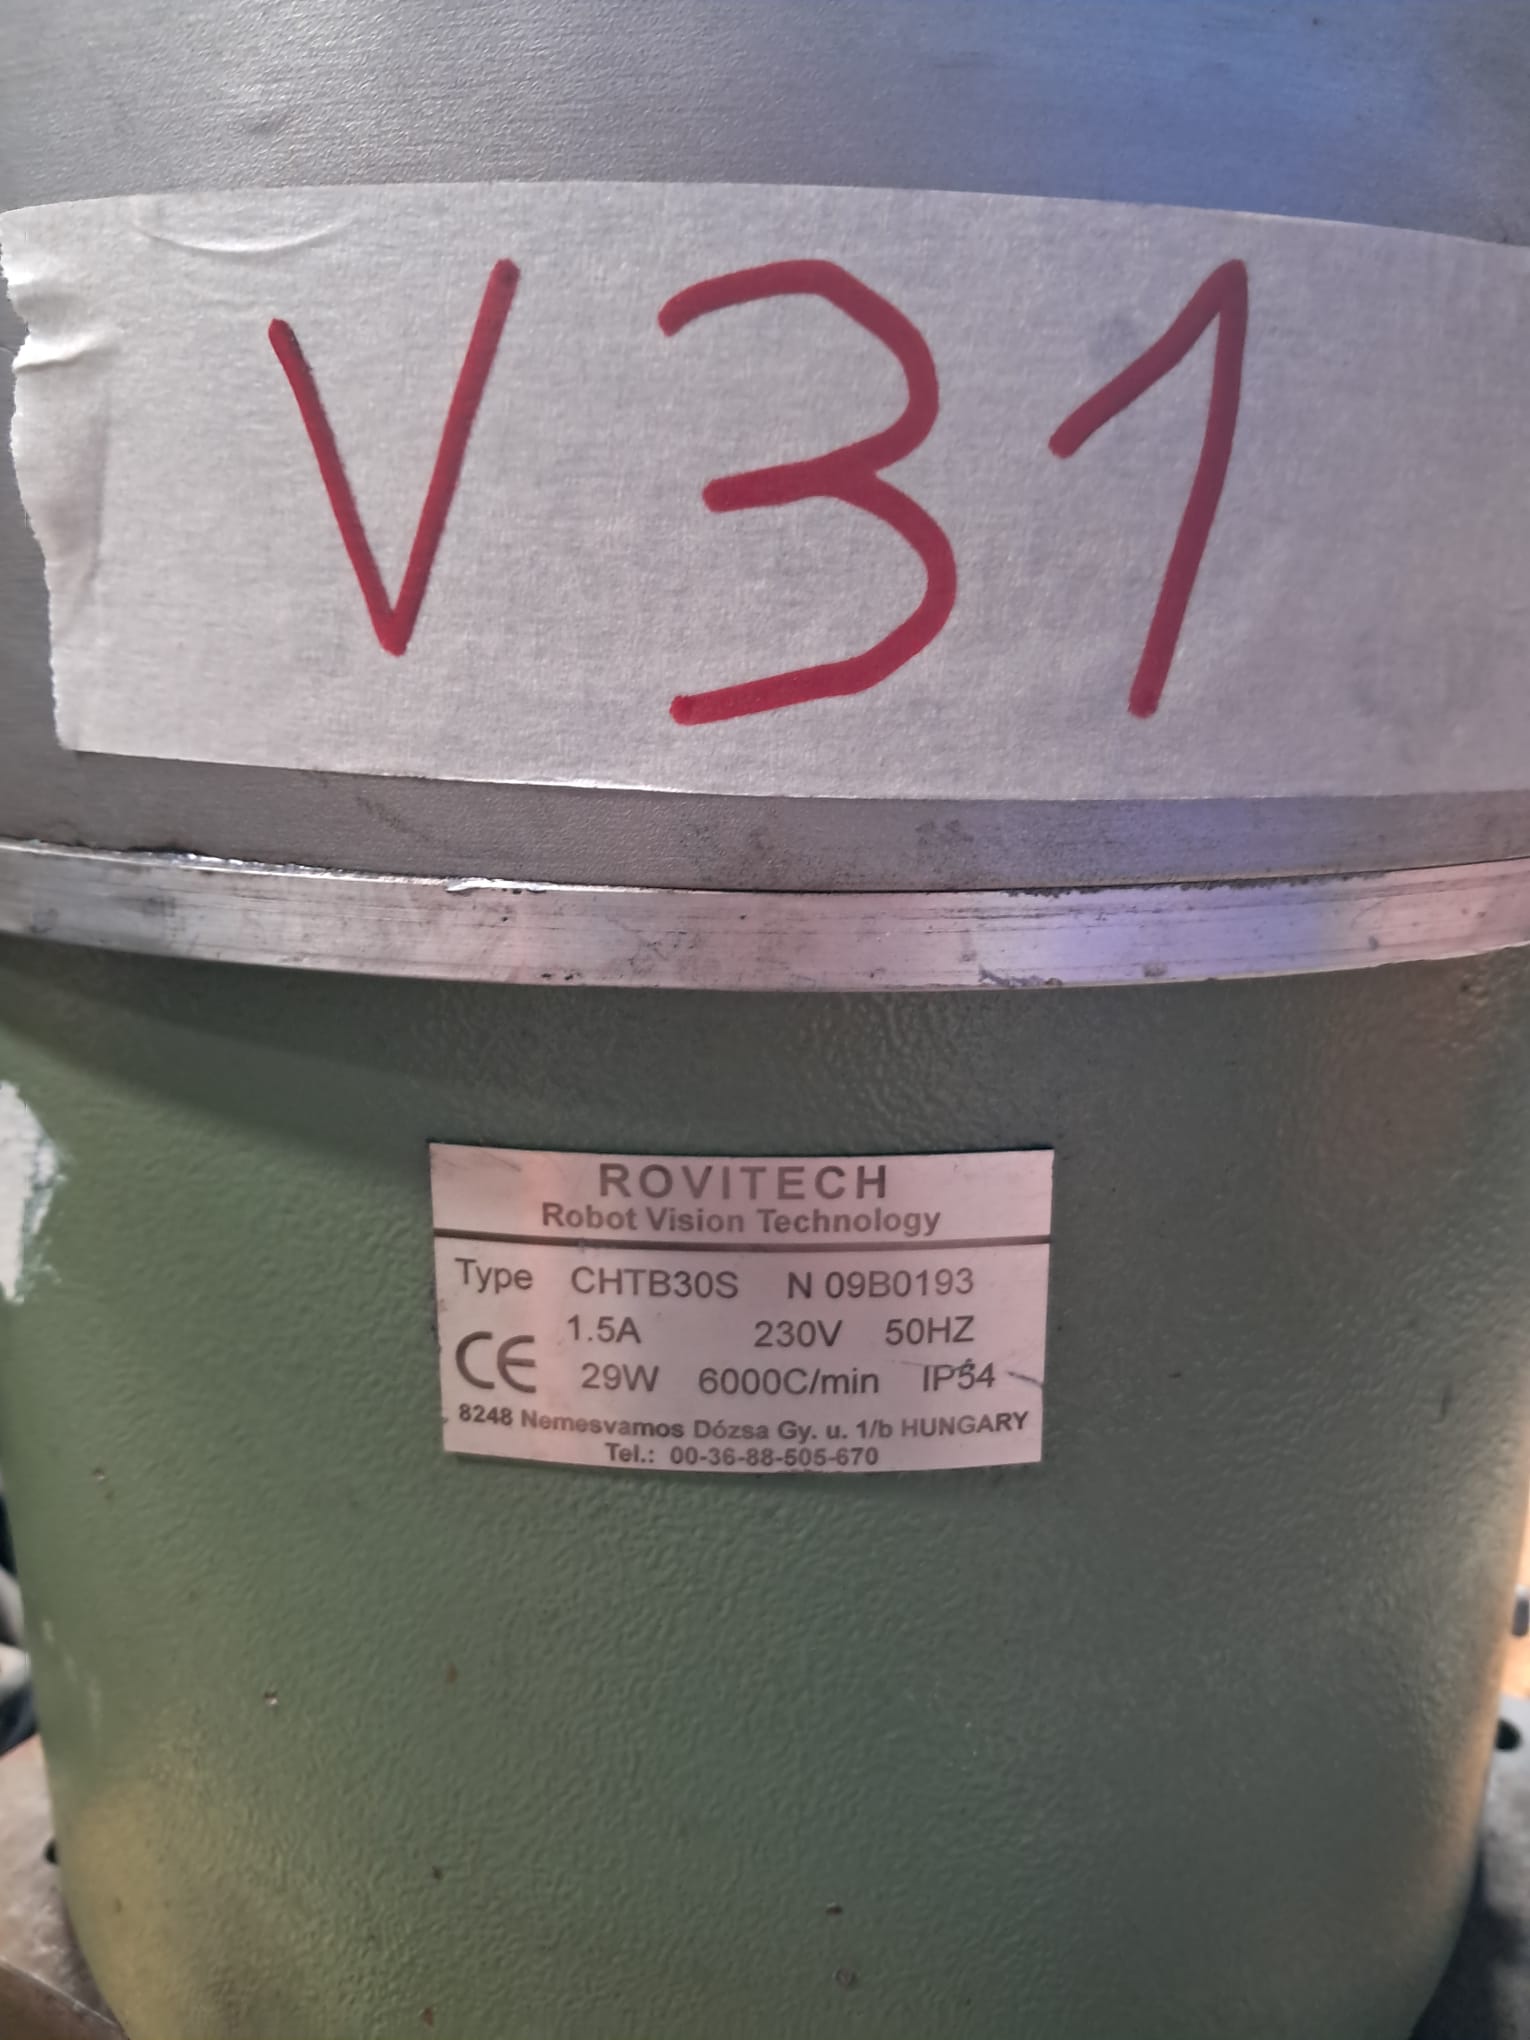 V 31
ROVITECH
Robot Vision Technology
Type CHTB30S N 09B0193
1.5A 230V 50HZ
CE 29W 6000C/min IP54
8248 Nemesvamos Dózsa Gy. u. 1/b HUNGARY
Tel.: 00-36-88-505-670